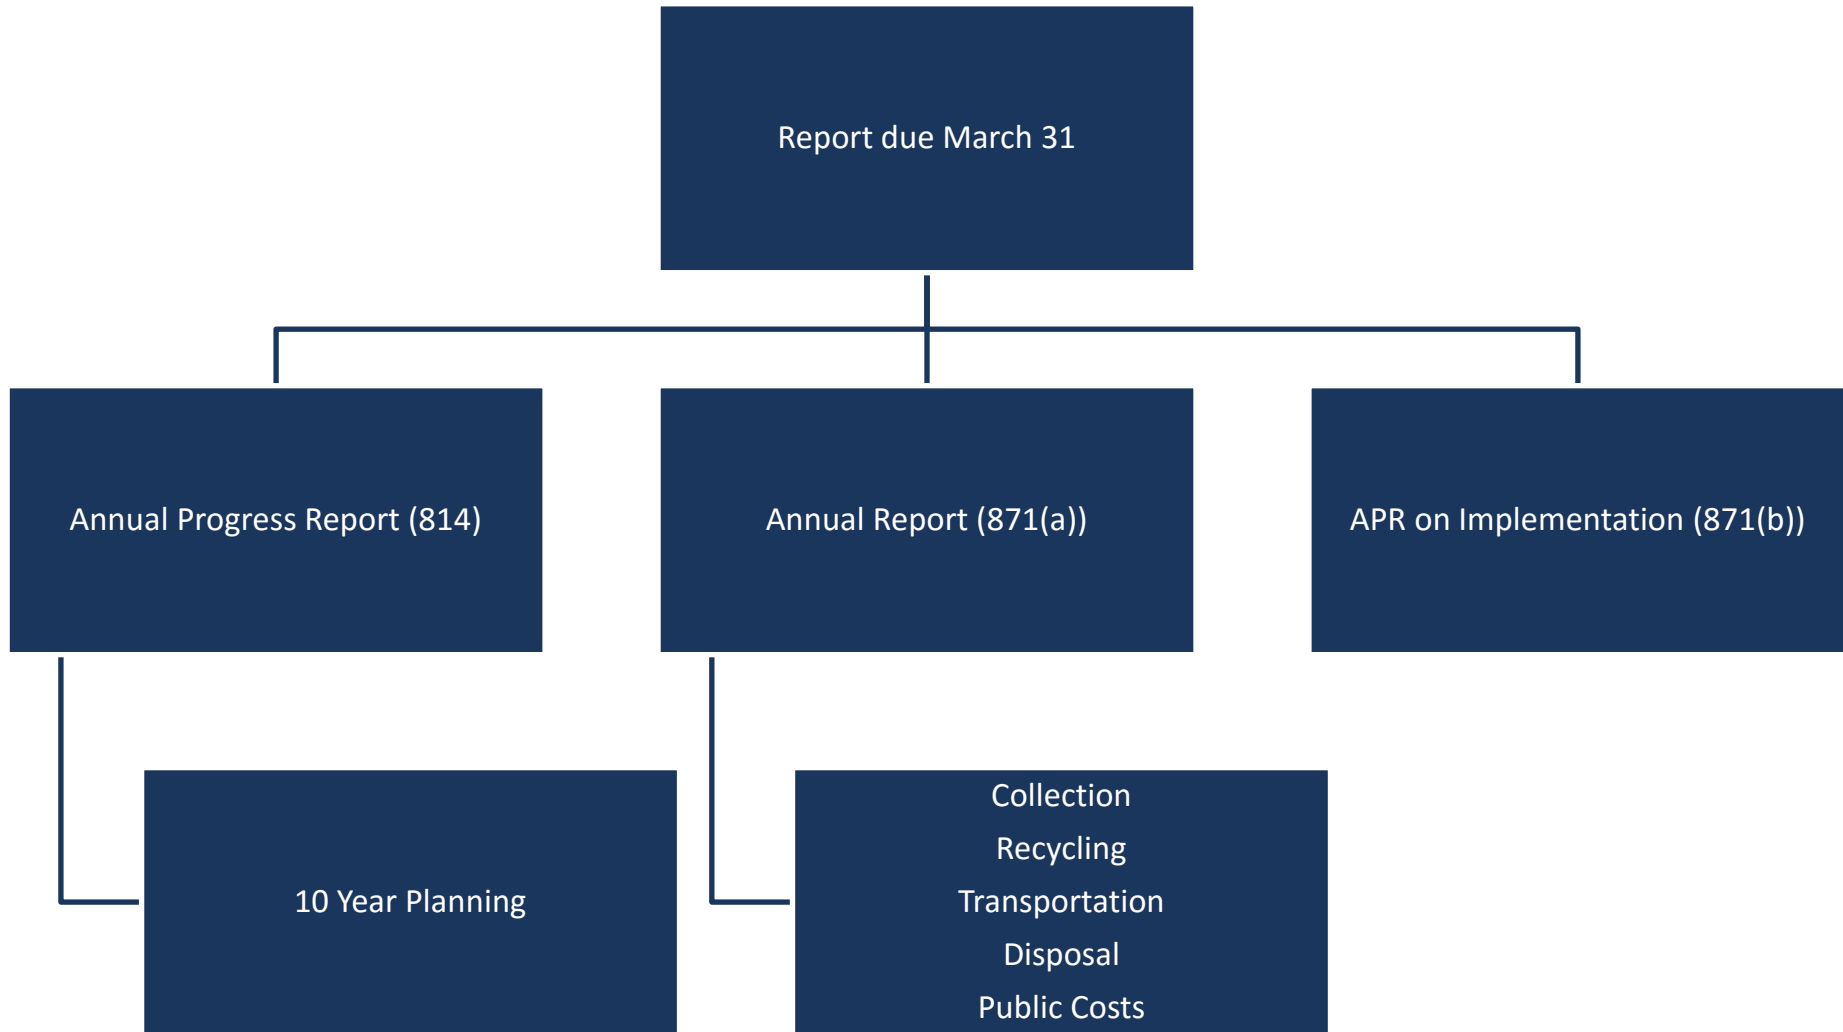 Report due March 31
Annual Progress Report (814)
Annual Report (871(a))
APR on Implementation (871(b))
10 Year Planning
Collection
Recycling
Transportation
Disposal
Public Costs